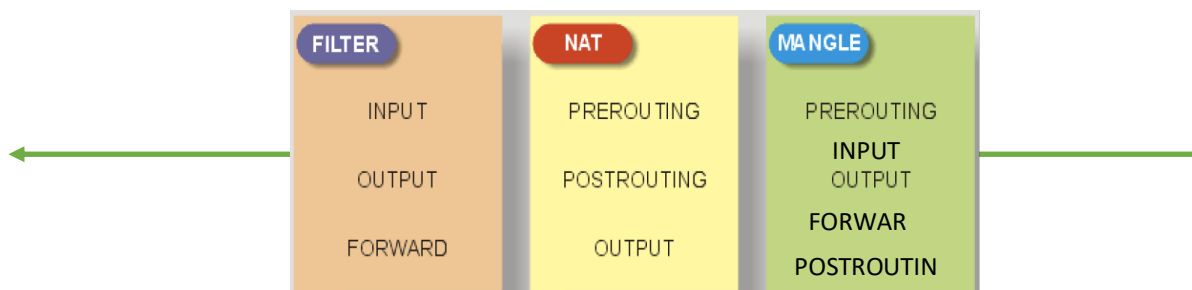 FILTER
INPUT
OUTPUT
FORWARD
NAT
PREROUTING
POSTROUTING
OUTPUT
MANGLE
PREROUTING
INPUT
OUTPUT
FORWAR
POSTROUTIN